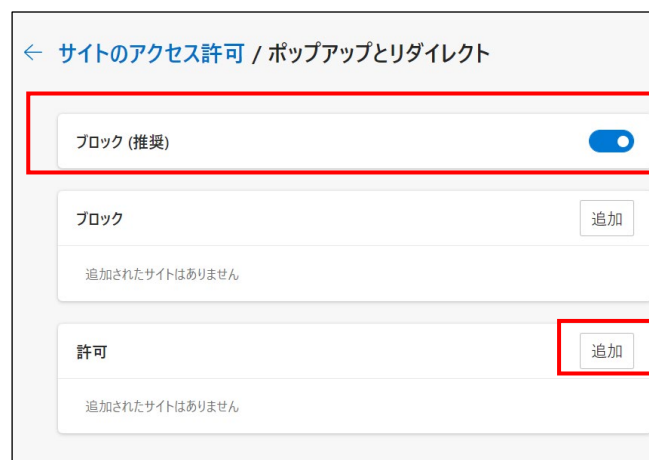 ← サイトのアクセス許可 / ポップアップとリダイレクト
ブロック (推奨)
ブロック
追加
追加されたサイトはありません
許可
追加
追加されたサイトはありません